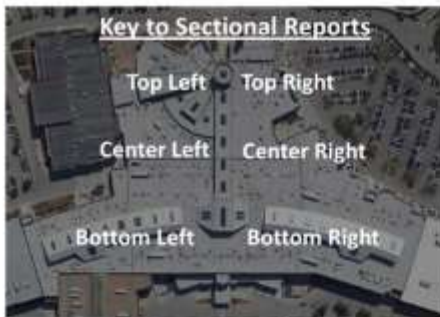 Key to Sectional Reports
Top Left Top Right
Center Left Center Right
Bottom Left Bottom Right